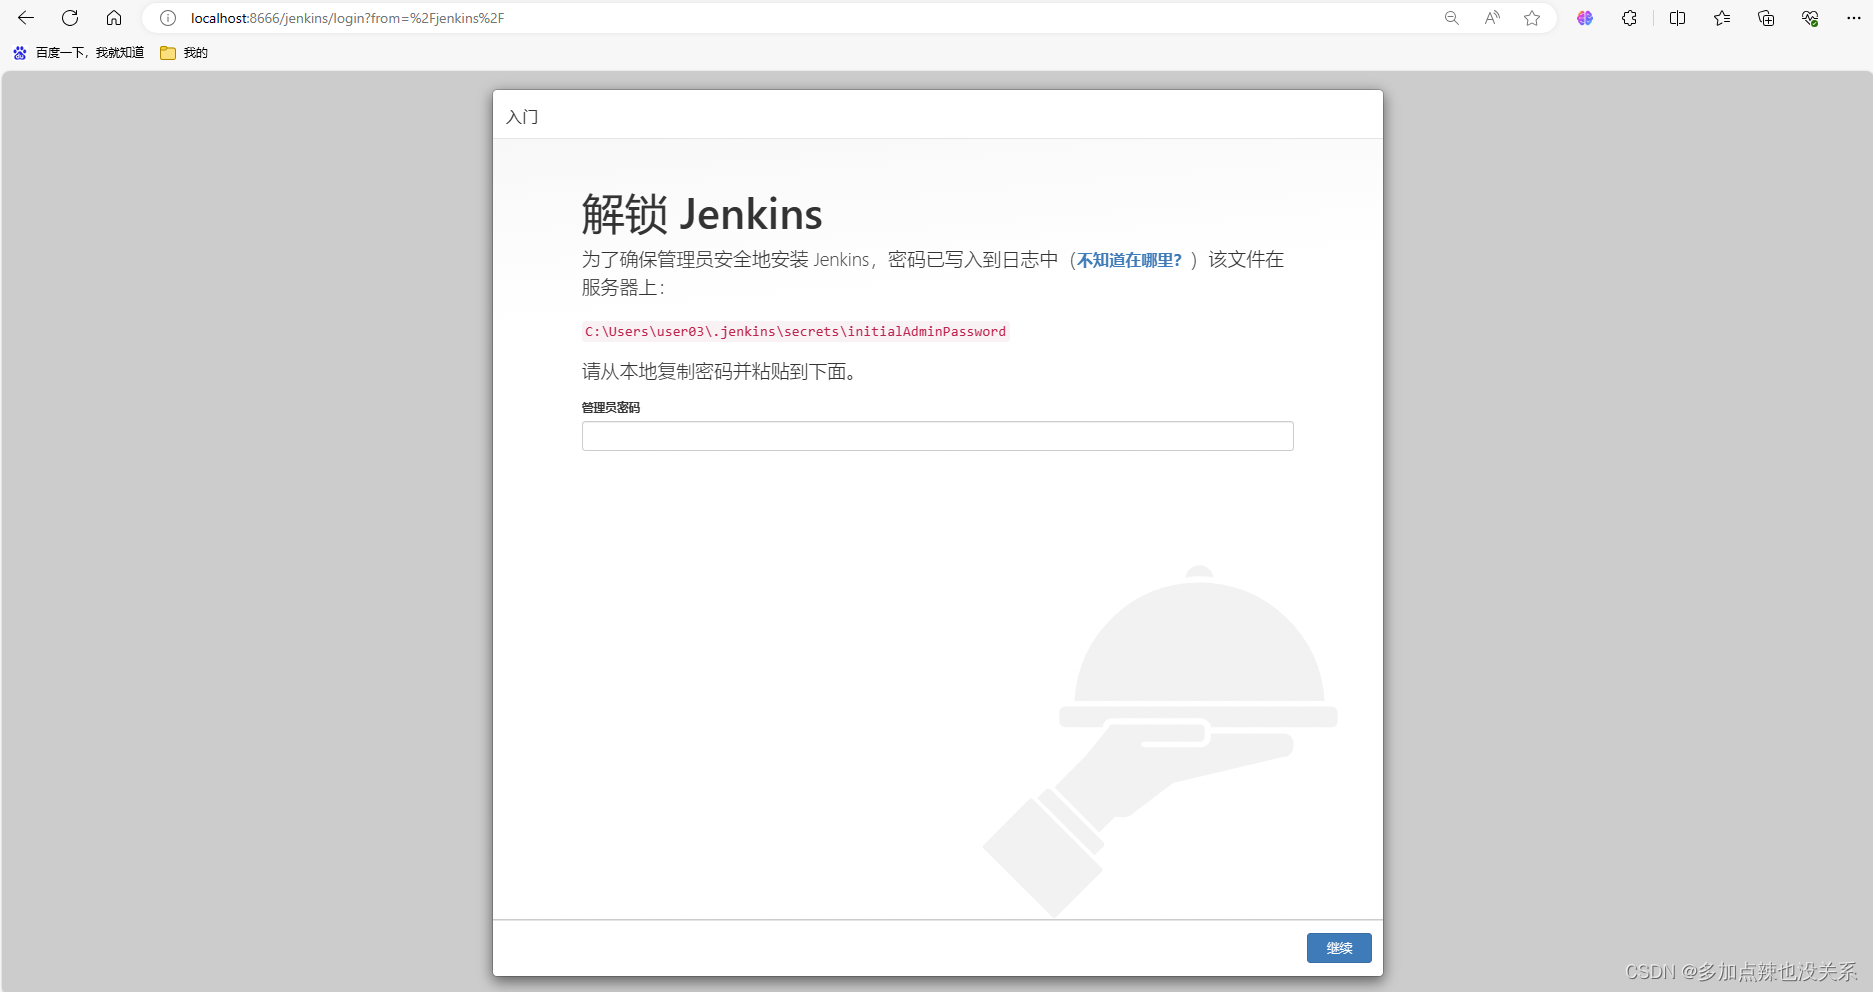 localhost:8666/jenkins/login?from=%2Fjenkins%2F
百度一下，我就知道 我的
入门
解锁 Jenkins
为了确保管理员安全地安装 Jenkins，密码已写入到日志中（不知道在哪里？）该文件在
服务器上：
C:\Users\user03\.jenkins\secrets\initialAdminPassword
请从本地复制密码并粘贴到下面。
管理员密码
继续
CSDN @多加点辣也没关系